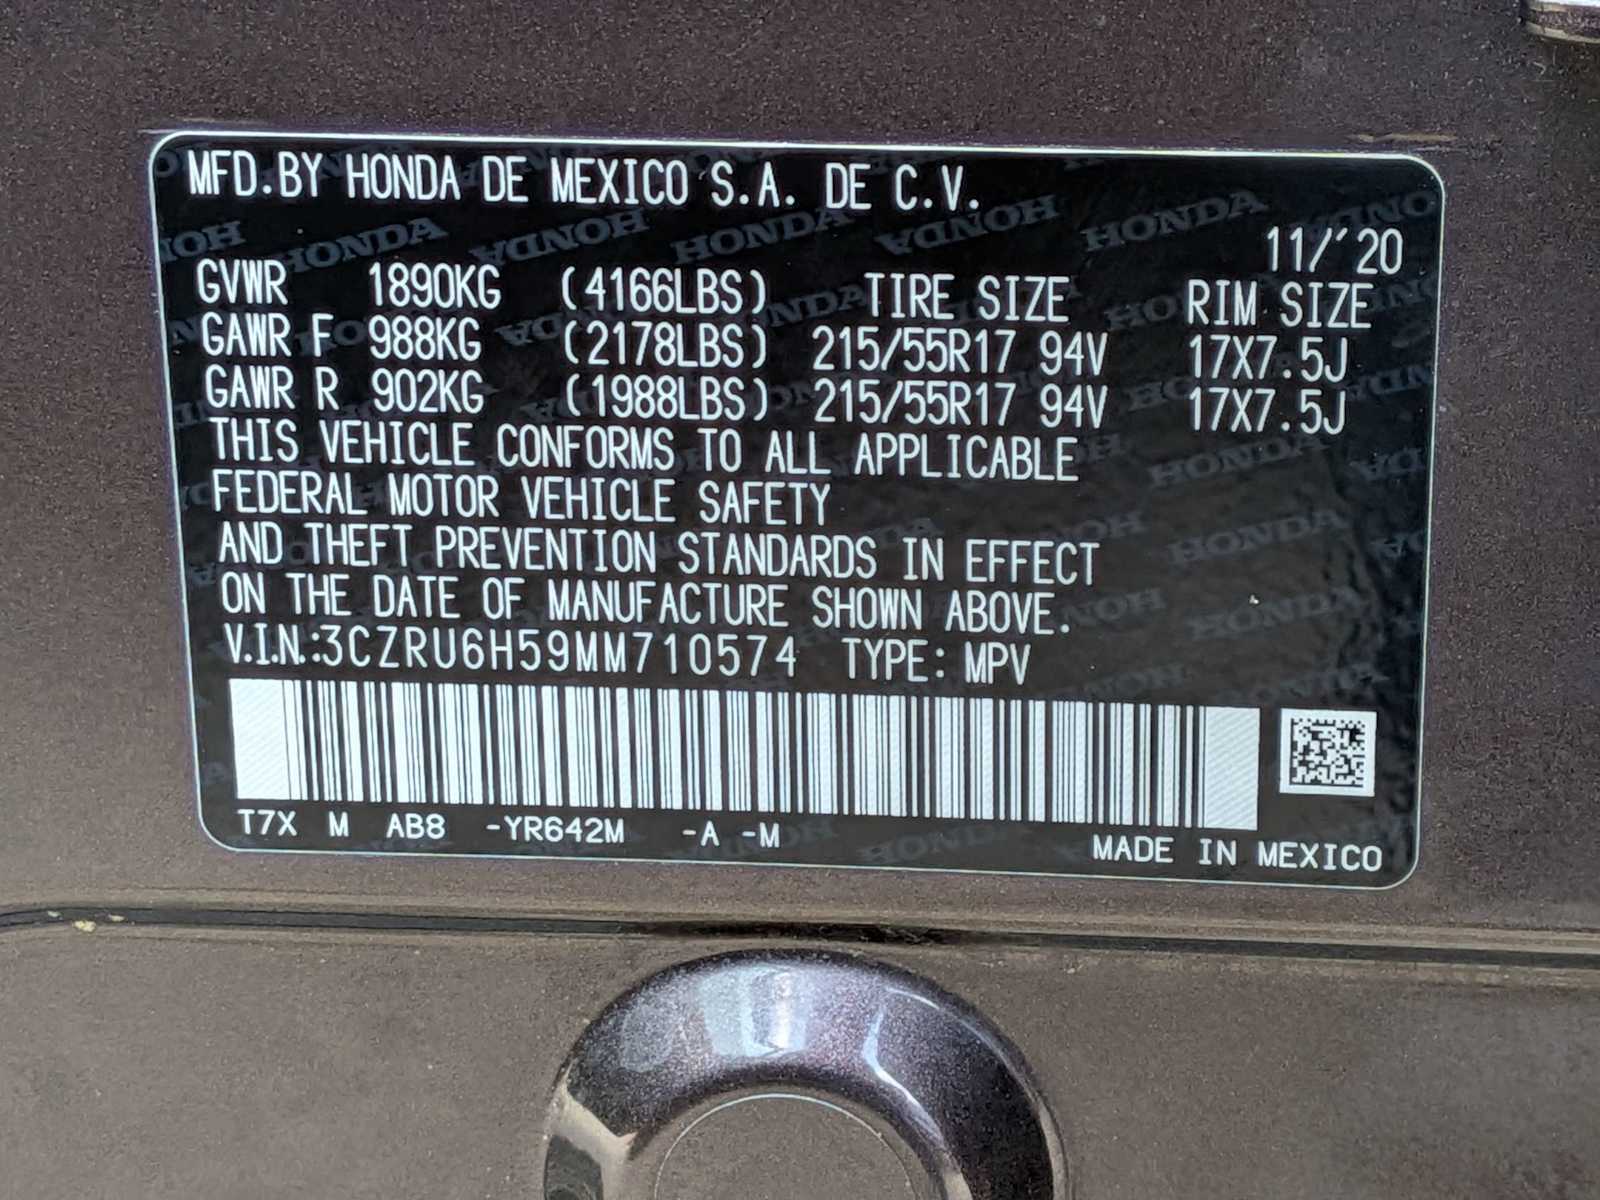 MFD.BY HONDA DE MEXICO S.A. DE C.V.
11/'20
GVWR 1890KG (4166LBS) TIRE SIZE RIM SIZE
GAWR F 988KG (2178LBS) 215/55R17 94V 17X7.5J
GAWR R 902KG (1988LBS) 215/55R17 94V 17X7.5J
THIS VEHICLE CONFORMS TO ALL APPLICABLE
FEDERAL MOTOR VEHICLE SAFETY
AND THEFT PREVENTION STANDARDS IN EFFECT
ON THE DATE OF MANUFACTURE SHOWN ABOVE.
V.I.N.:3CZRU6H59MM710574 TYPE: MPV
T7X M AB8 -YR642M -A -M
MADE IN MEXICO